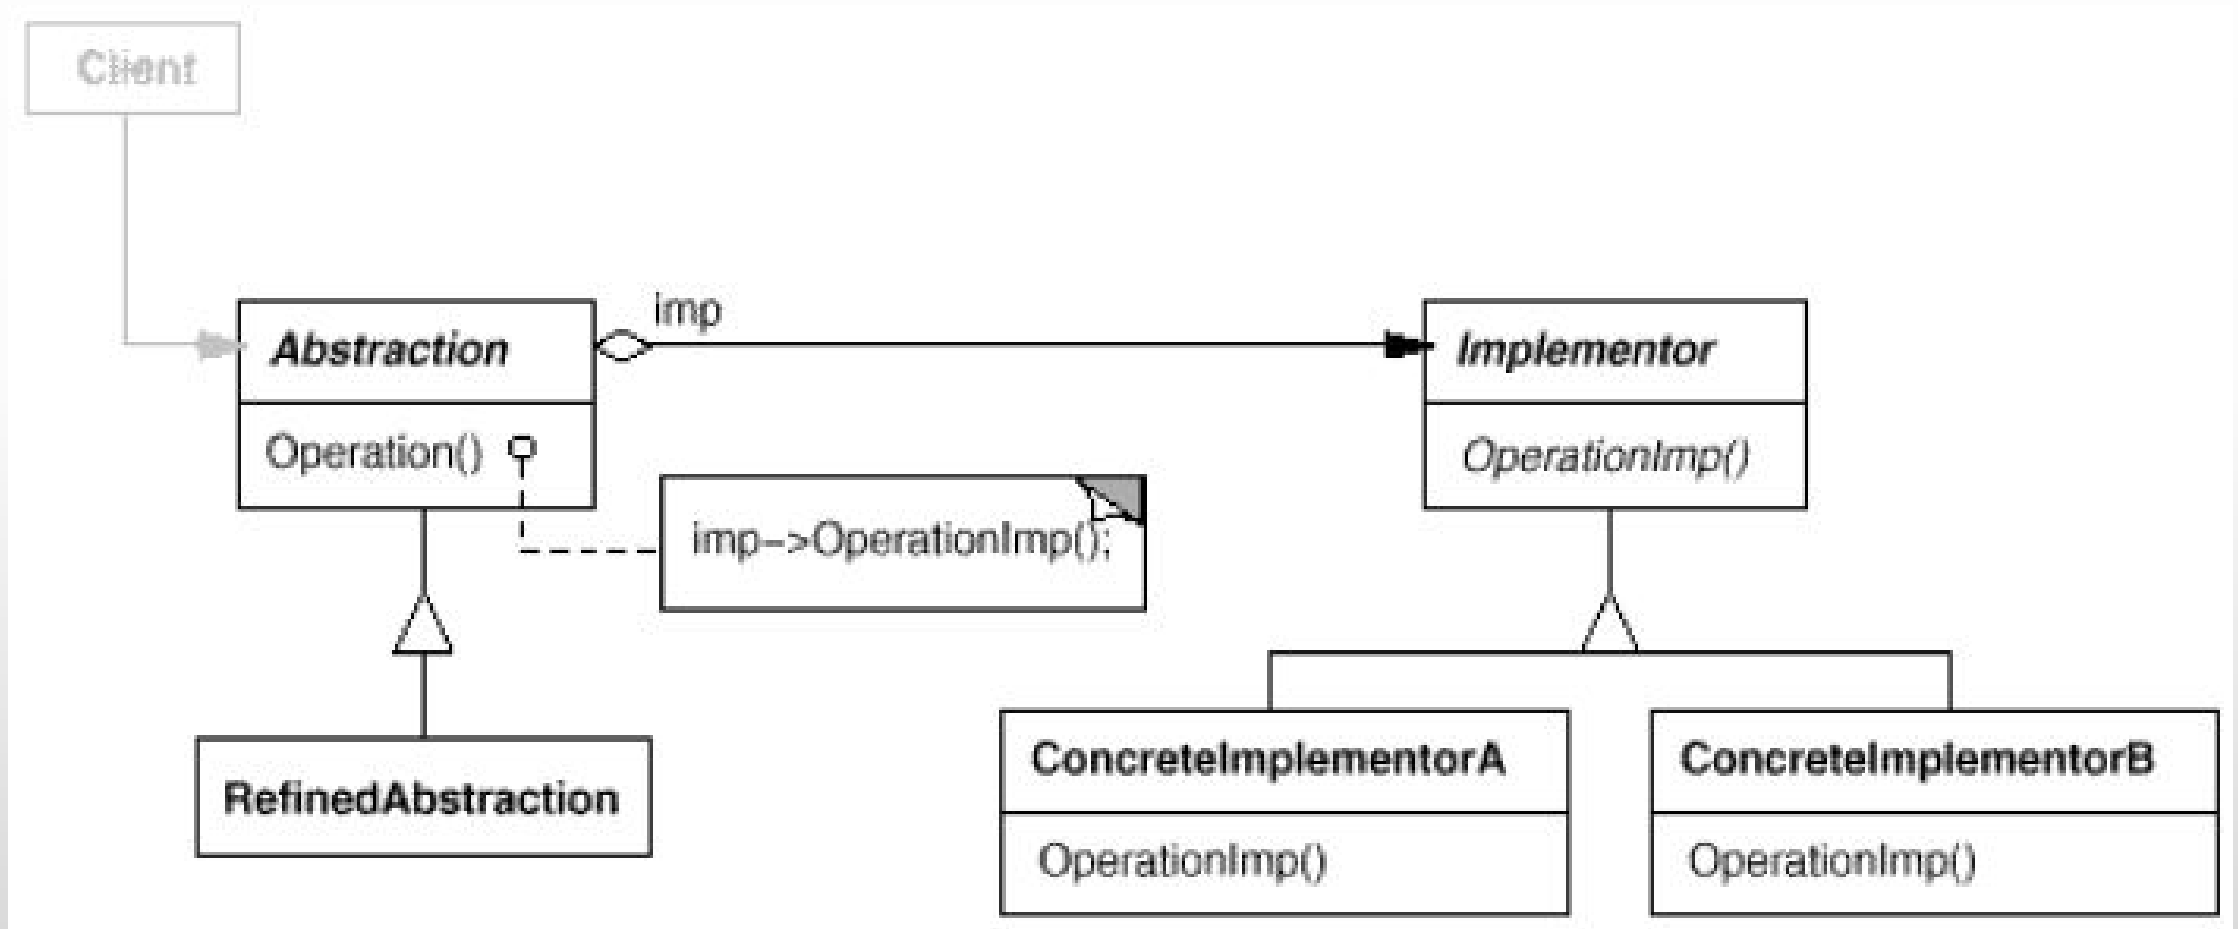 Client
imp
Abstraction
Implementor
Operation()
OperationImp()
imp->OperationImp();
RefinedAbstraction
ConcreteImplementorA
ConcreteImplementorB
OperationImp()
OperationImp()